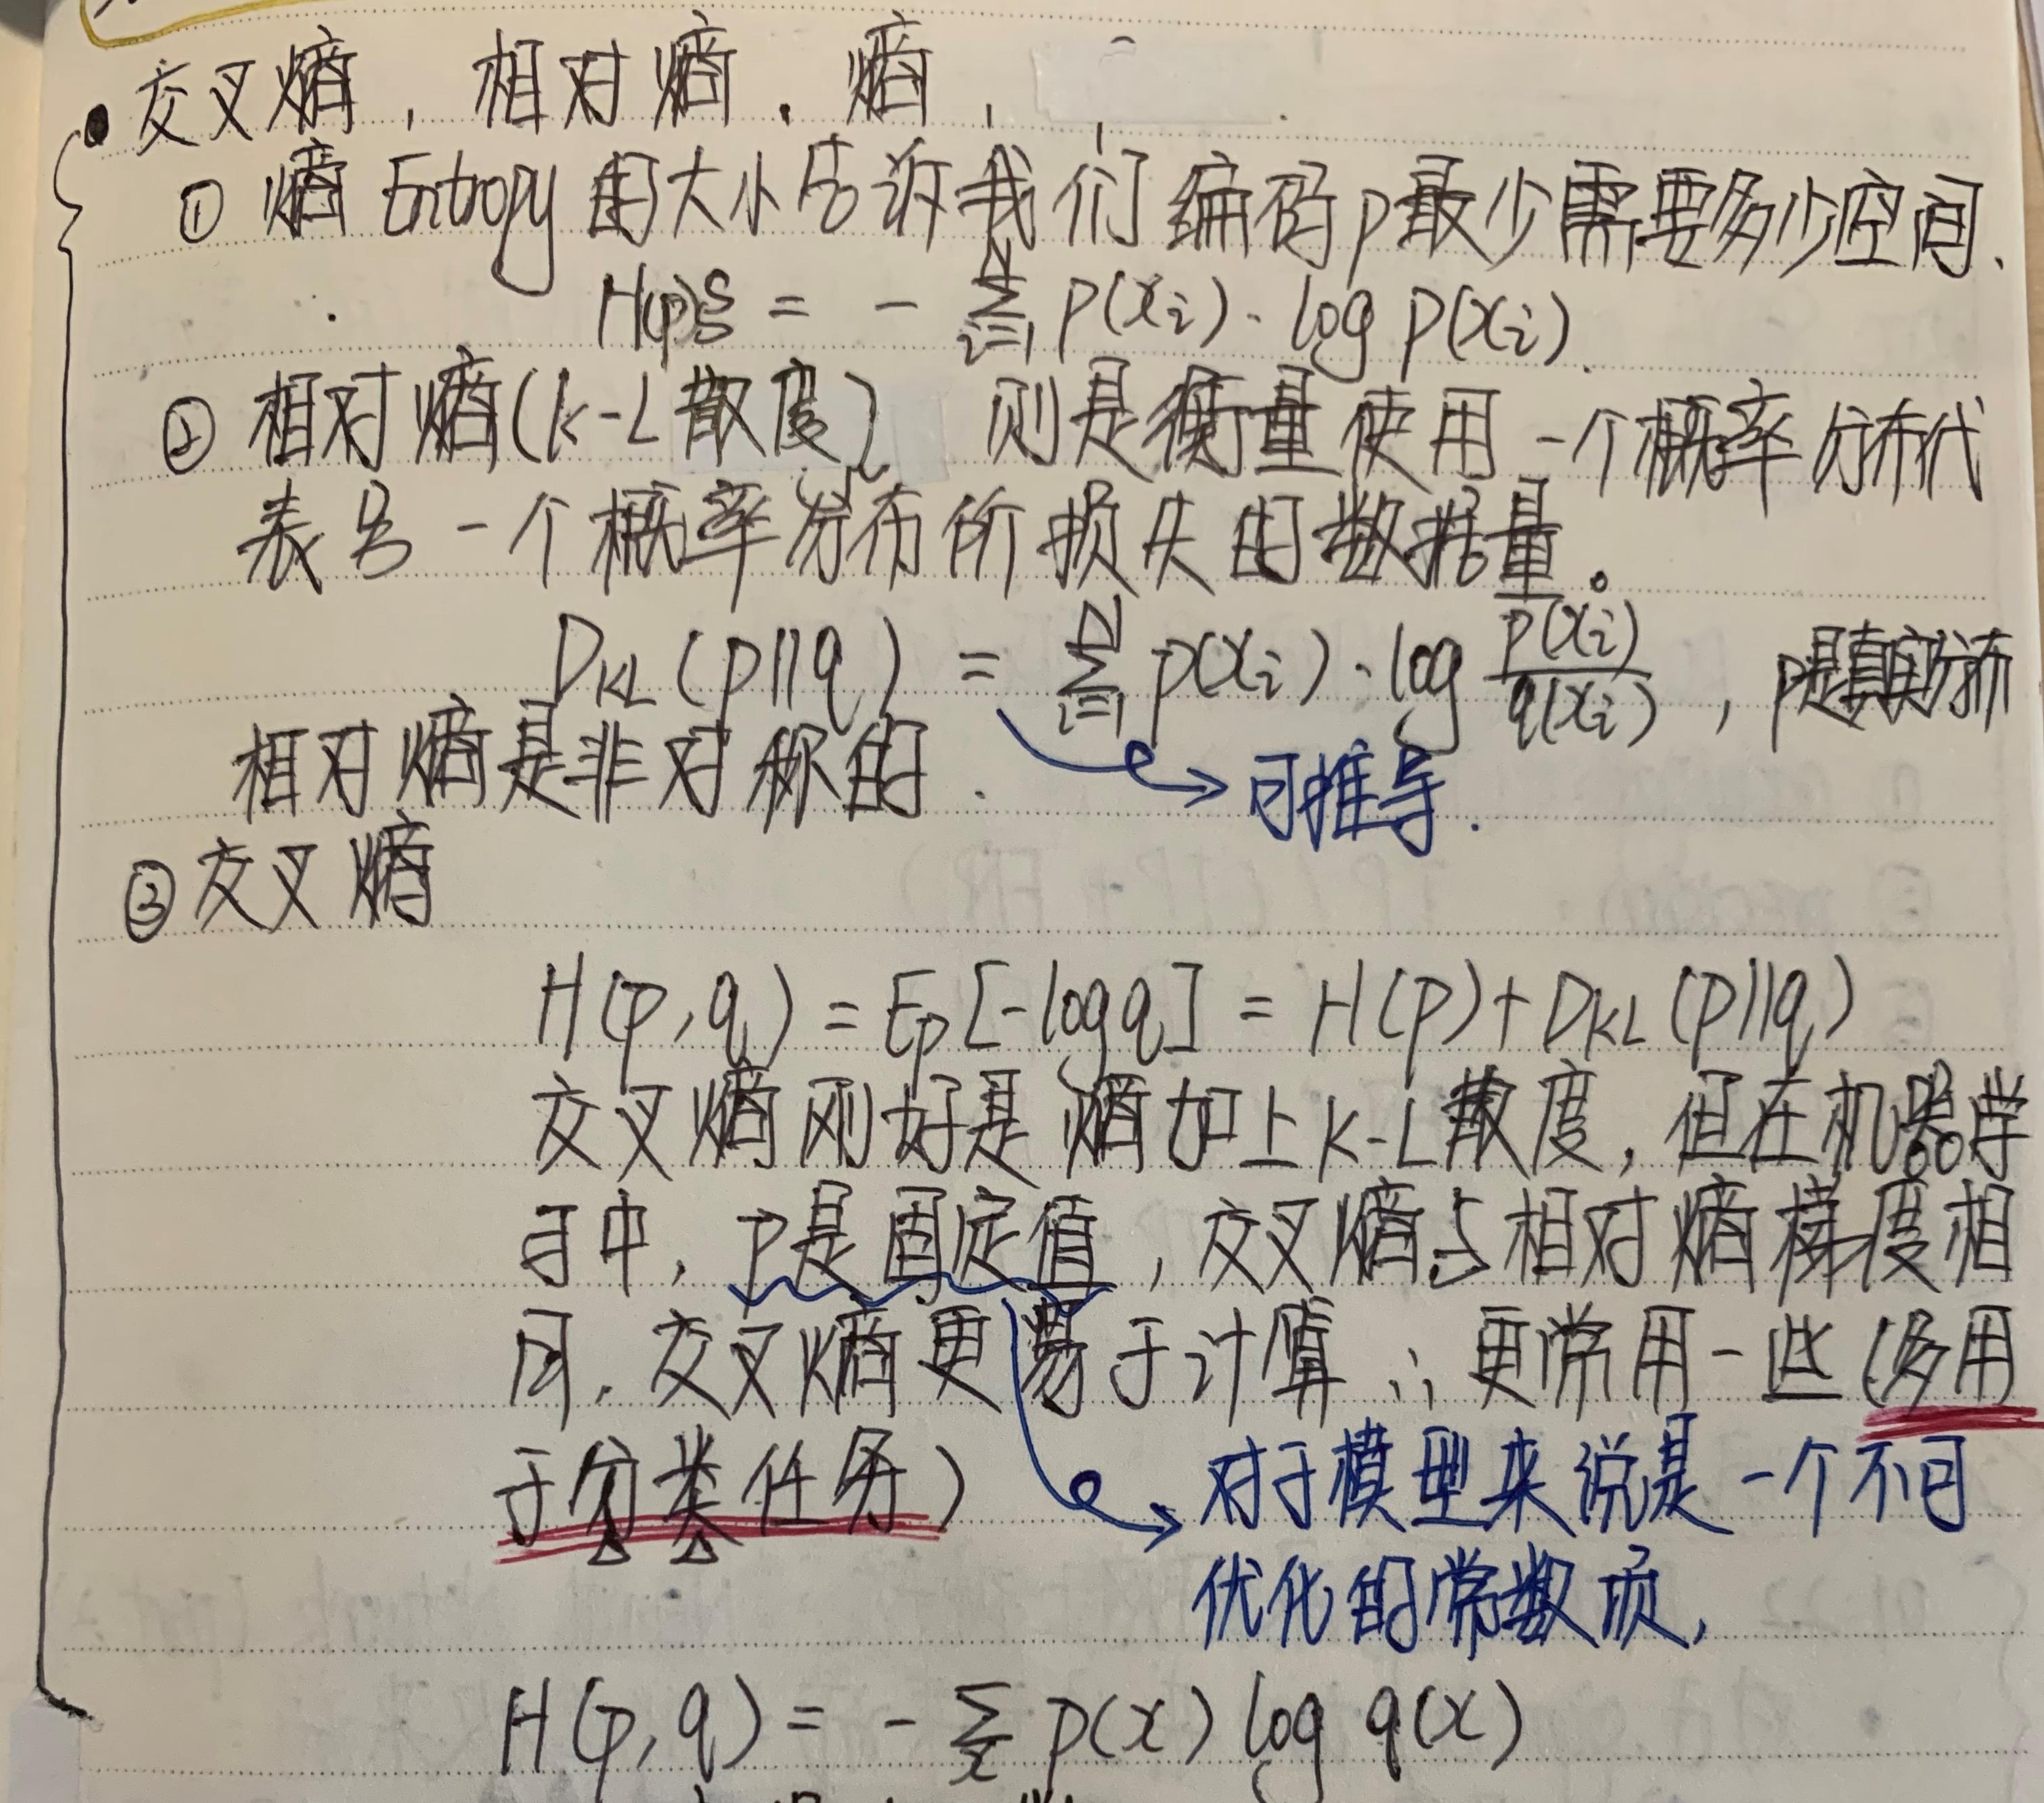 • 交叉熵，相对熵．熵，
① 熵 Entropy 的大小告诉我们编码p最少需要多少空间.
H(p) = - ∑_{i=1}^{N} p(x_i)·log p(x_i).
② 相对熵(K-L散度) 则是衡量使用一个概率分布代
表另一个概率分布所损失的数据量。
D_{KL}(p||q) = ∑_{i=1}^{N} p(x_i)·log \frac{p(x_i)}{q(x_i)}，p是真实分布
相对熵是非对称的．
→可推导.
③ 交叉熵
H(p,q) = E_p[-log q] = H(p)+D_{KL}(p||q)
交叉熵刚好是熵加上K-L散度，但在机器学
习中，P是固定值，交叉熵与相对熵梯度相
同．交叉熵更易于计算∴更常用一些(多用
于分类任务)
→对于模型来说是一个不可
优化的常数项,
H(p,q) = - ∑_x p(x) log q(x)